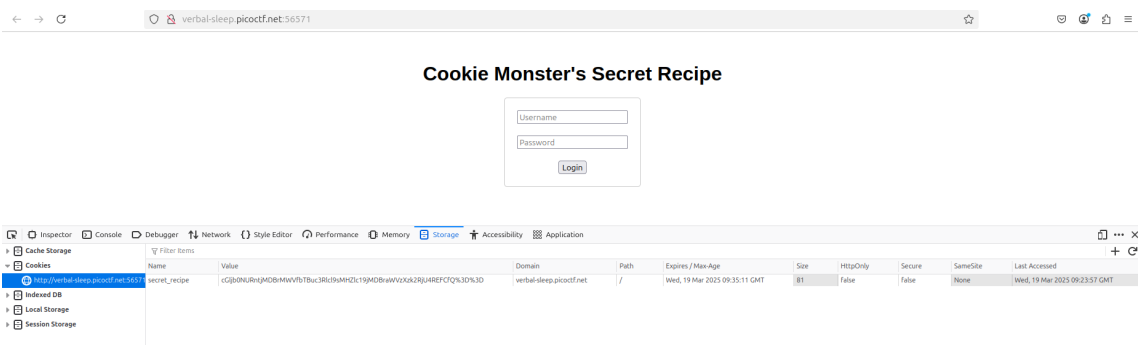 verbal-sleep.picoctf.net:56571
Cookie Monster's Secret Recipe
Username
Password
Login
Inspector Console Debugger Network Style Editor Performance Memory Storage Accessibility Application
Cache Storage Filter Items
Cookies Name Value Domain Path Expires / Max-Age Size HttpOnly Secure SameSite Last Accessed
http://verbal-sleep.picoctf.net:56571 secret_recipe cGljb0NURntjMDBrMWVfbTBuc3Rlcl9sMHZlc19jMDBraWVzXzk2RjU4REFCfQ%3D%3D verbal-sleep.picoctf.net / Wed, 19 Mar 2025 09:35:11 GMT 81 false false None Wed, 19 Mar 2025 09:23:57 GMT
Indexed DB
Local Storage
Session Storage